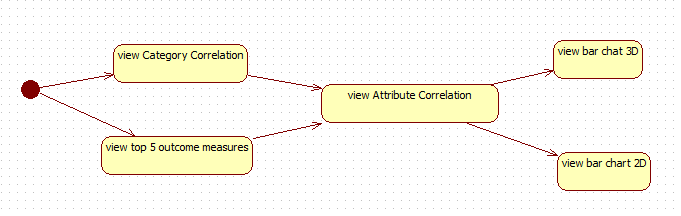 view Category Correlation
view top 5 outcome measures
view Attribute Correlation
view bar chat 3D
view bar chart 2D